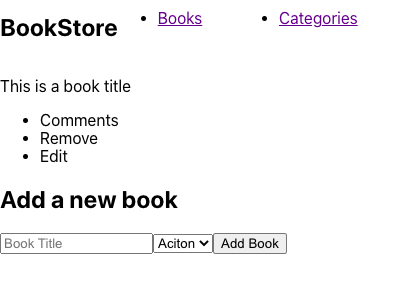 BookStore
Books
Categories
This is a book title
Comments
Remove
Edit
Add a new book
Book Title
Aciton
Add Book